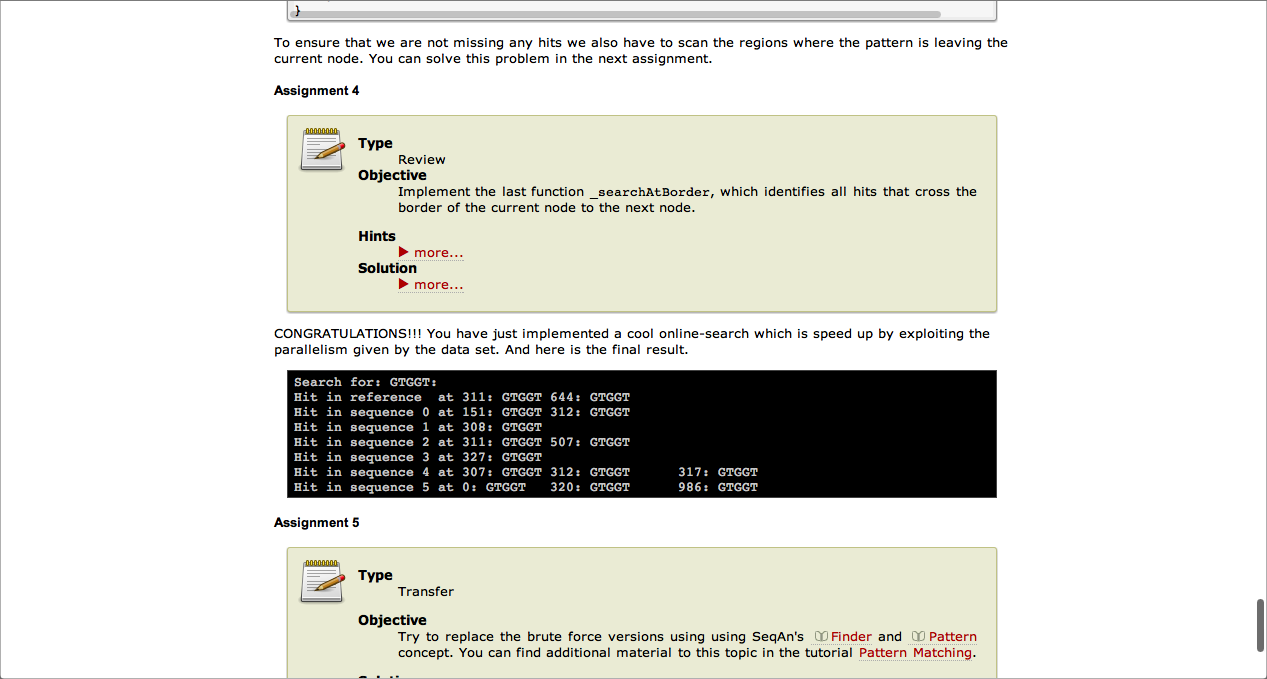 }
To ensure that we are not missing any hits we also have to scan the regions where the pattern is leaving the
current node. You can solve this problem in the next assignment.
Assignment 4
Type
Review
Objective
Implement the last function _searchAtBorder, which identifies all hits that cross the
border of the current node to the next node.
Hints
more...
Solution
more...
CONGRATULATIONS!!! You have just implemented a cool online-search which is speed up by exploiting the
parallelism given by the data set. And here is the final result.
Search for: GTGGT:
Hit in reference  at 311: GTGGT 644: GTGGT
Hit in sequence 0 at 151: GTGGT 312: GTGGT
Hit in sequence 1 at 308: GTGGT
Hit in sequence 2 at 311: GTGGT 507: GTGGT
Hit in sequence 3 at 327: GTGGT
Hit in sequence 4 at 307: GTGGT 312: GTGGT      317: GTGGT
Hit in sequence 5 at 0: GTGGT   320: GTGGT      986: GTGGT
Assignment 5
Type
Transfer
Objective
Try to replace the brute force versions using using SeqAn's Finder and Pattern
concept. You can find additional material to this topic in the tutorial Pattern Matching.